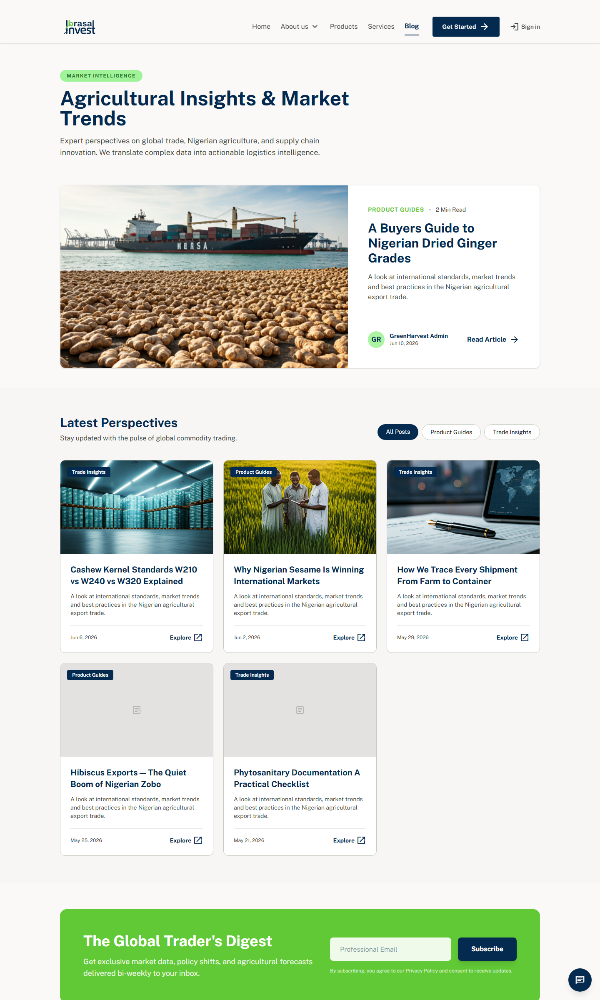 brasal
invest
Home
About us
Products
Services
Blog
Get Started
Sign in
MARKET INTELLIGENCE
Agricultural Insights & Market
Trends
Expert perspectives on global trade, Nigerian agriculture, and supply chain
innovation. We translate complex data into actionable logistics intelligence.
NEASA
PRODUCT GUIDES • 2 Min Read
A Buyers Guide to
Nigerian Dried Ginger
Grades
A look at international standards, market trends
and best practices in the Nigerian agricultural
export trade.
GR
GreenHarvest Admin
Jun 10, 2026
Read Article
Latest Perspectives
Stay updated with the pulse of global commodity trading.
All Posts
Product Guides
Trade Insights
Trade Insights
Cashew Kernel Standards W210
vs W240 vs W320 Explained
A look at international standards, market trends
and best practices in the Nigerian agricultural
export trade.
Jun 6, 2026
Explore
Product Guides
Why Nigerian Sesame Is Winning
International Markets
A look at international standards, market trends
and best practices in the Nigerian agricultural
export trade.
Jun 2, 2026
Explore
Trade Insights
How We Trace Every Shipment
From Farm to Container
A look at international standards, market trends
and best practices in the Nigerian agricultural
export trade.
May 29, 2026
Explore
Product Guides
Hibiscus Exports — The Quiet
Boom of Nigerian Zobo
A look at international standards, market trends
and best practices in the Nigerian agricultural
export trade.
May 25, 2026
Explore
Trade Insights
Phytosanitary Documentation A
Practical Checklist
A look at international standards, market trends
and best practices in the Nigerian agricultural
export trade.
May 21, 2026
Explore
The Global Trader's Digest
Get exclusive market data, policy shifts, and agricultural forecasts
delivered bi-weekly to your inbox.
Professional Email
Subscribe
By subscribing, you agree to our Privacy Policy and consent to receive updates.